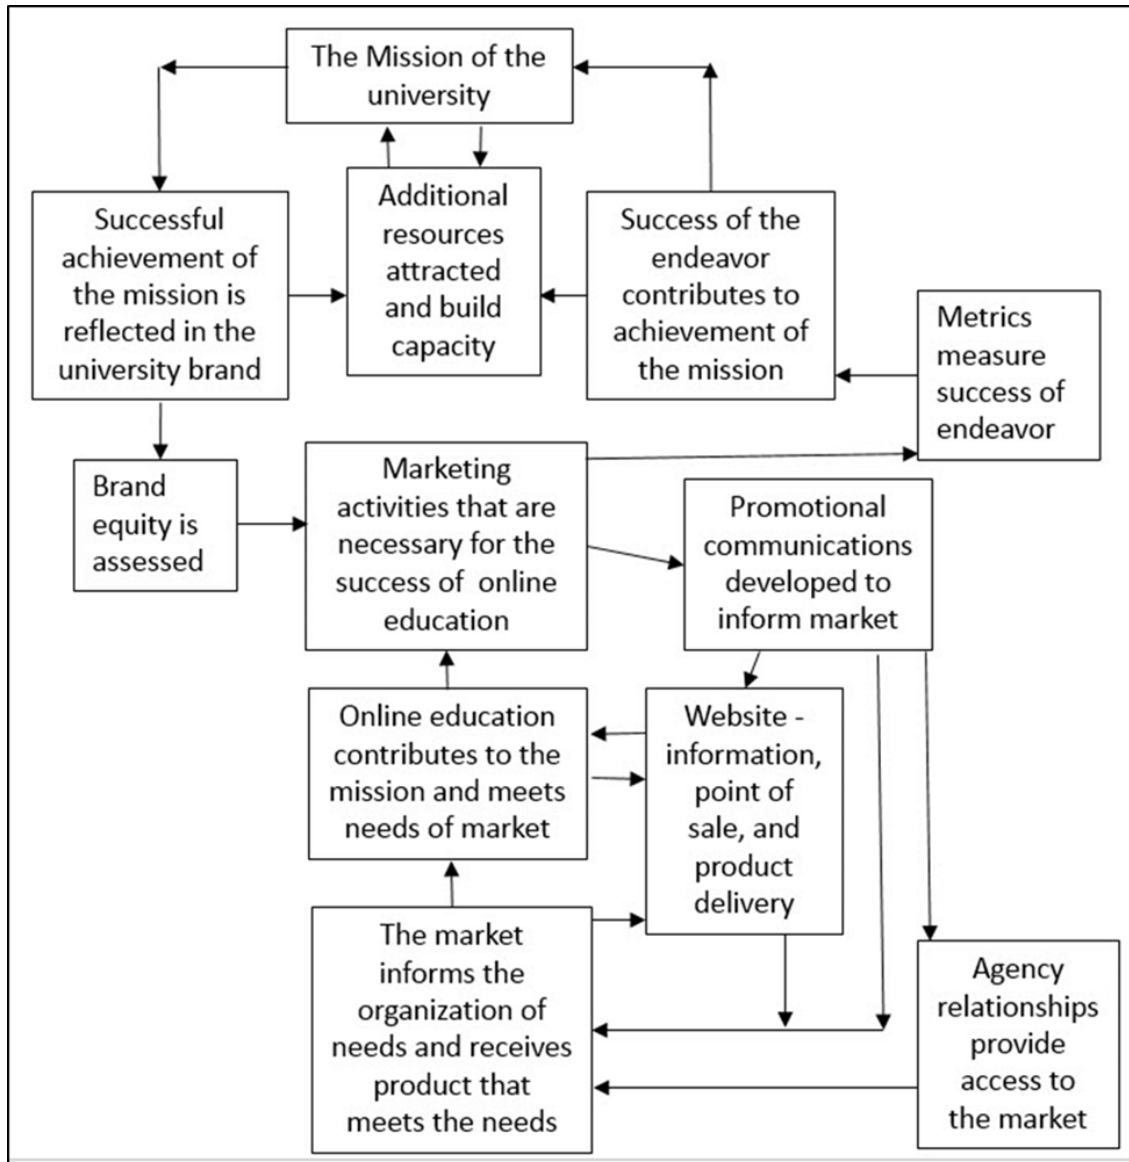 The Mission of the
university
Successful
achievement of
the mission is
reflected in the
university brand
Additional
resources
attracted
and build
capacity
Success of the
endeavor
contributes to
achievement of
the mission
Metrics
measure
success of
endeavor
Brand
equity is
assessed
Marketing
activities that are
necessary for the
success of online
education
Promotional
communications
developed to
inform market
Online education
contributes to the
mission and meets
needs of market
Website -
information,
point of
sale, and
product
delivery
The market
informs the
organization of
needs and receives
product that
meets the needs
Agency
relationships
provide
access to
the market